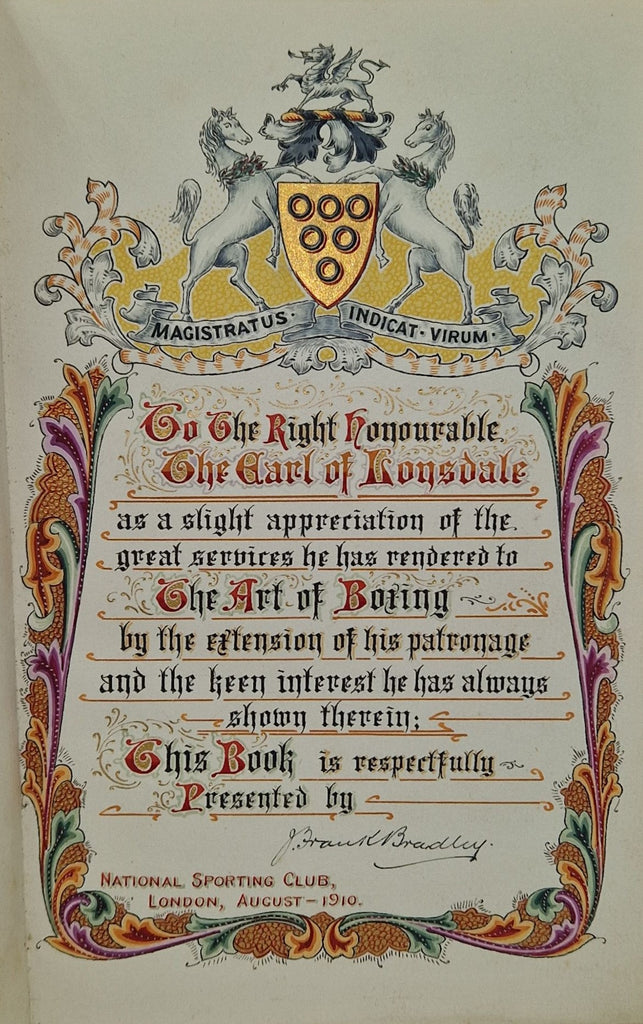 MAGISTRATUS · INDICAT · VIRUM ·
To The Right Honourable
The Earl of Lonsdale
as a slight appreciation of the
great services he has rendered to
The Art of Boxing
by the extension of his patronage
and the keen interest he has always
shown therein;
This Book is respectfully
Presented by
J. Frank Bradley.
NATIONAL SPORTING CLUB,
LONDON, AUGUST – 1910.